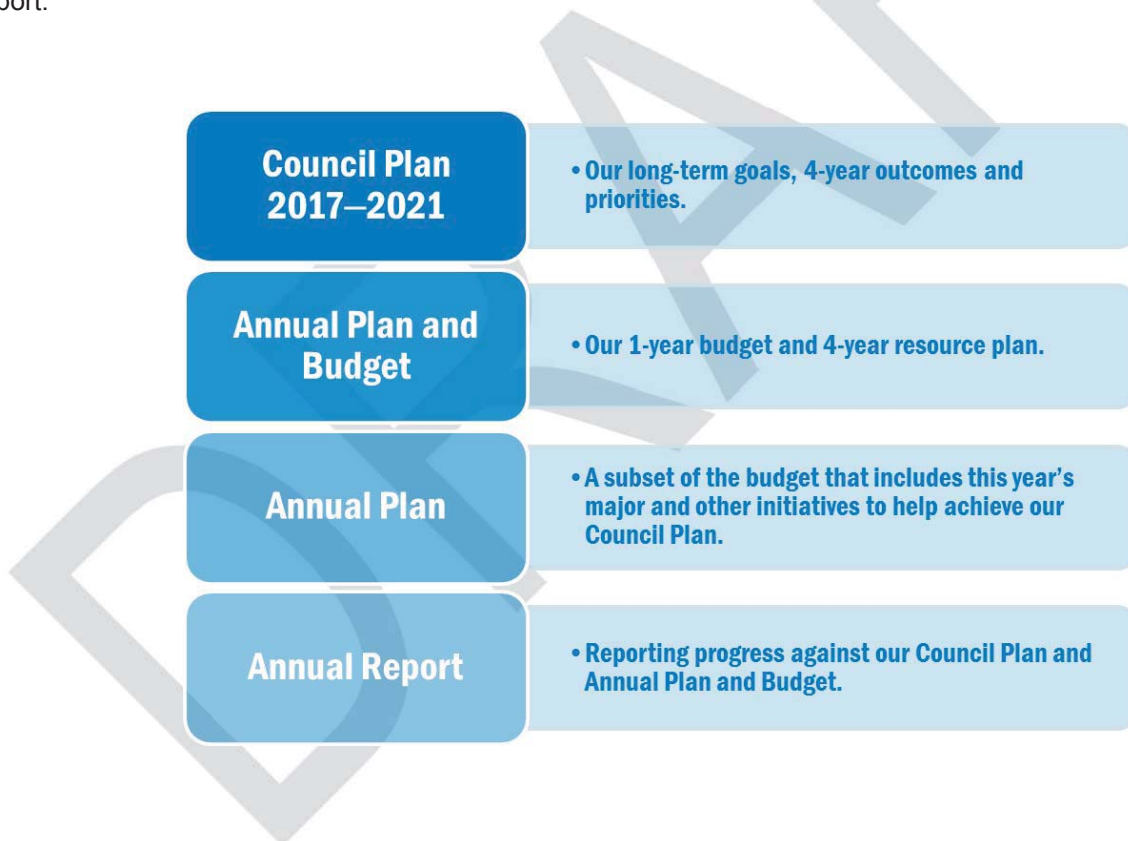 port.
Council Plan
2017—2021
• Our long-term goals, 4-year outcomes and
priorities.
Annual Plan and
Budget
• Our 1-year budget and 4-year resource plan.
Annual Plan
• A subset of the budget that includes this year's
major and other initiatives to help achieve our
Council Plan.
Annual Report
• Reporting progress against our Council Plan and
Annual Plan and Budget.